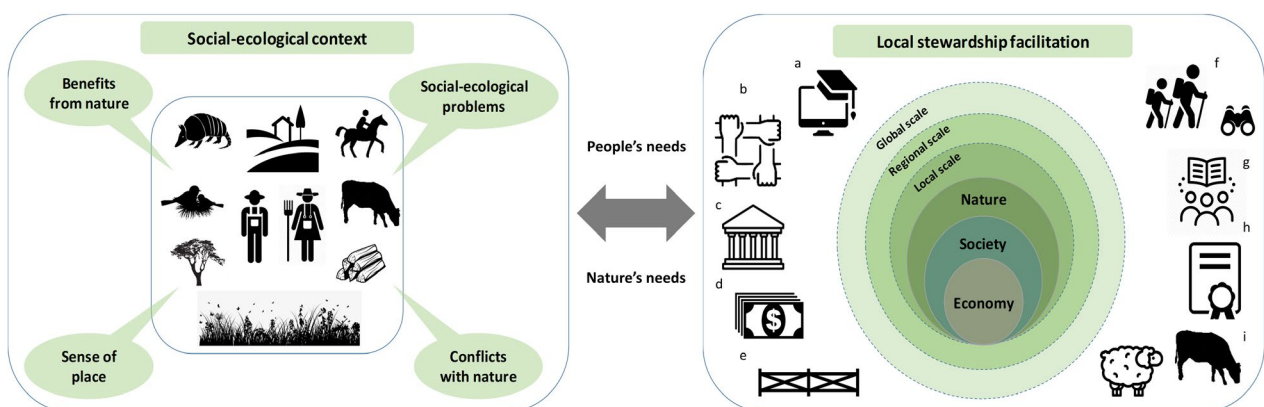 Social-ecological context
Benefits
from nature
Social-ecological
problems
Sense of
place
Conflicts
with nature
People's needs
Nature's needs
Local stewardship facilitation
a
b
c
d
$
e
Global scale
Regional scale
Local scale
Nature
Society
Economy
f
g
h
i